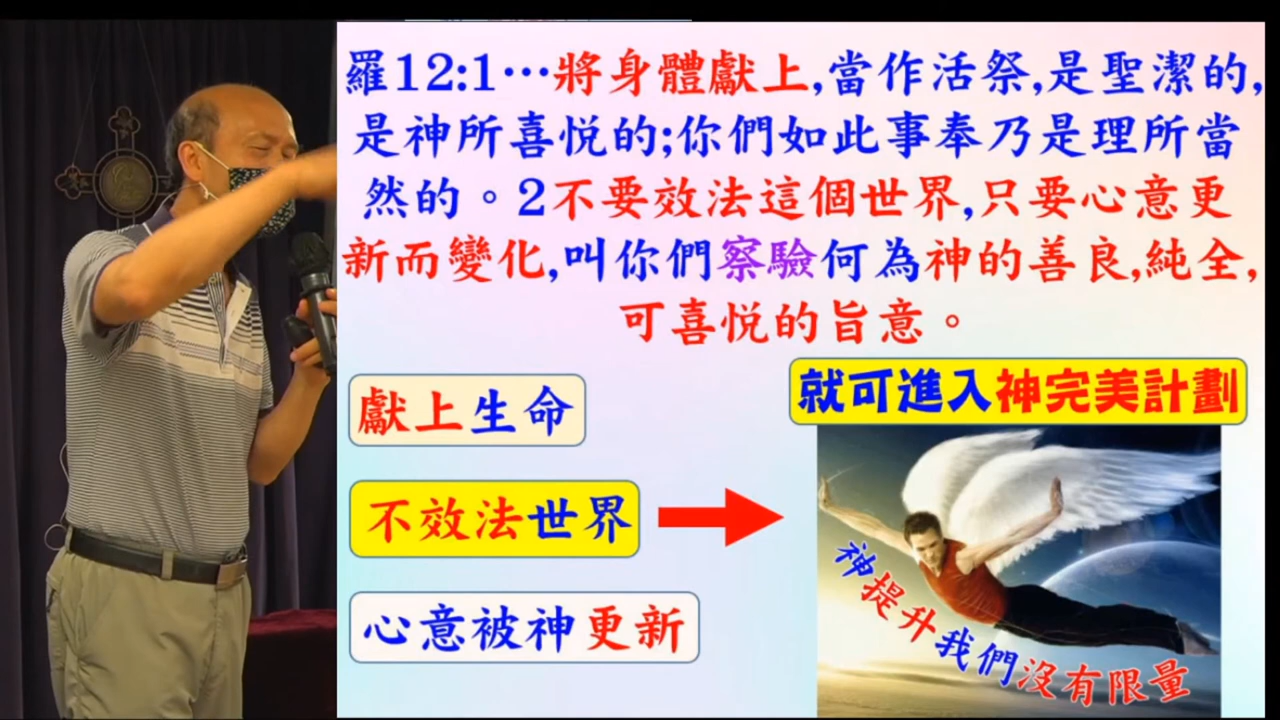 羅12:1…將身體獻上,當作活祭,是聖潔的,
是神所喜悅的;你們如此事奉乃是理所當
然的。2不要效法這個世界,只要心意更
新而變化,叫你們察驗何為神的善良,純全,
可喜悅的旨意。
獻上生命
不效法世界
心意被神更新
就可進入神完美計劃
神提升我們沒有限量